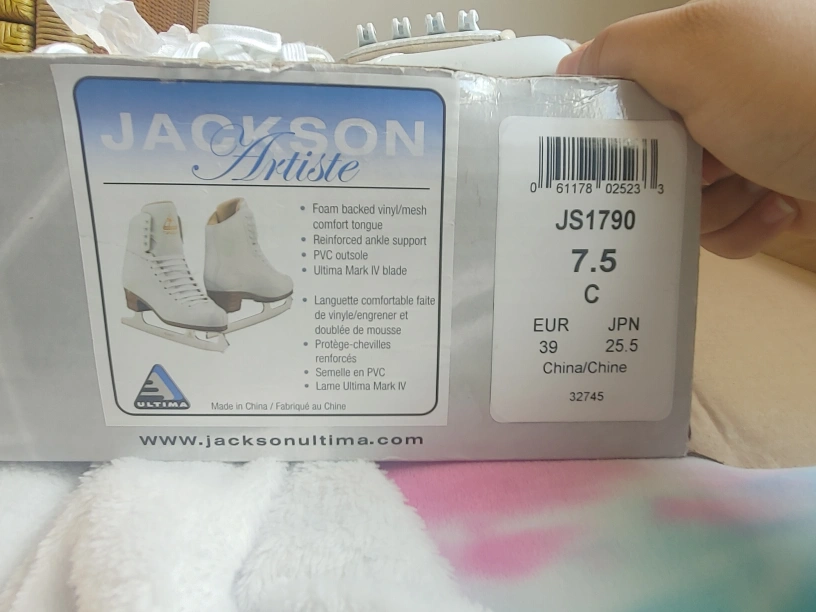 JACKSON
Artiste
• Foam backed vinyl/mesh
comfort tongue
• Reinforced ankle support
• PVC outsole
• Ultima Mark IV blade
• Languette comfortable faite
de vinyle/engrener et
doublée de mousse
• Protège-chevilles
renforcés
• Semelle en PVC
• Lame Ultima Mark IV
ULTIMA
Made in China / Fabriqué au Chine
www.jacksonultima.com
0 61178 02523 3
JS1790
7.5
C
EUR JPN
39 25.5
China/Chine
32745